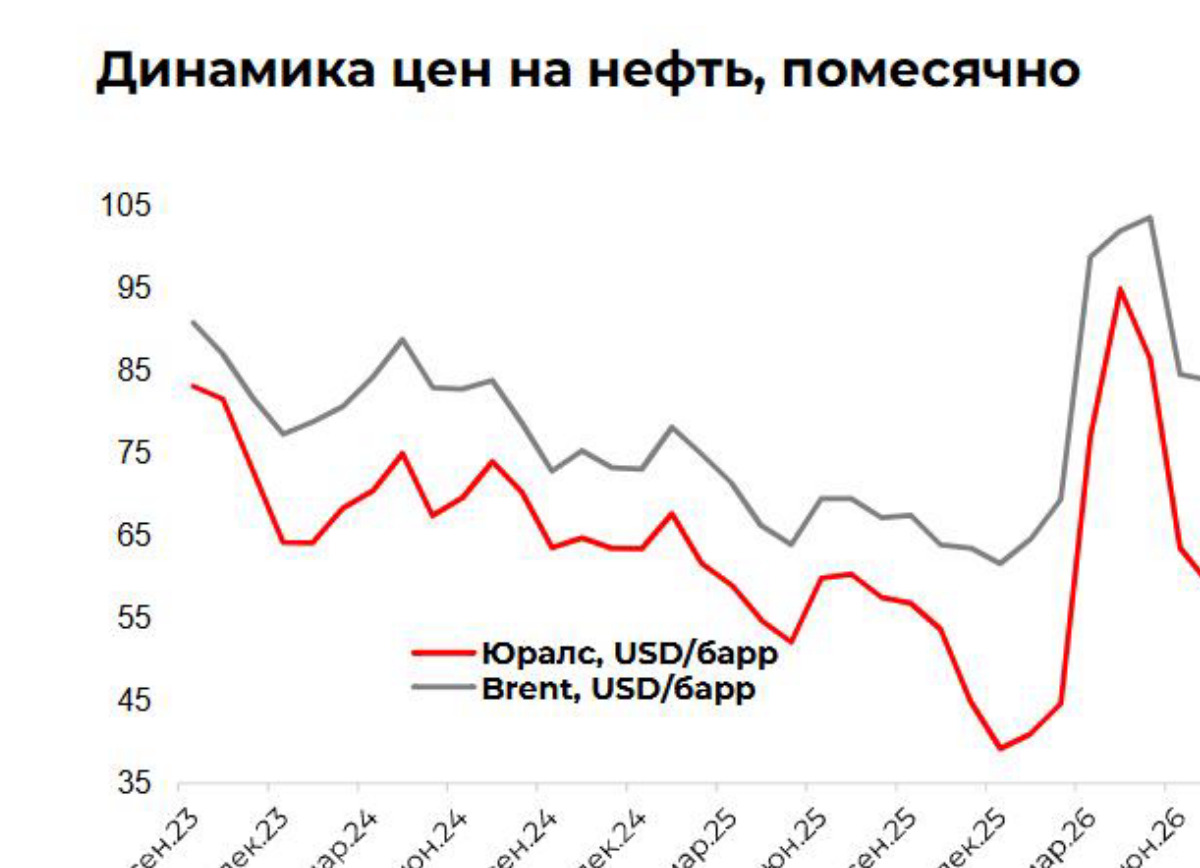 Динамика цен на нефть, помесячно
105
95
85
75
65
55
45
35
Юралс, USD/барр
Brent, USD/барр
сен.23
дек.23
мар.24
июн.24
сен.24
дек.24
мар.25
июн.25
сен.25
дек.25
мар.26
июн.26